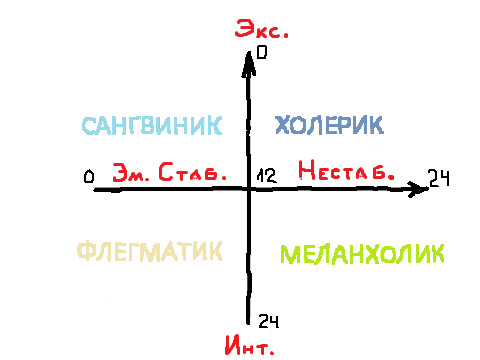 Экс.
0
САНГВИНИК ХОЛЕРИК
0 Эм. Стаб. 12 Нестаб. 24
ФЛЕГМАТИК МЕЛАНХОЛИК
24
Инт.